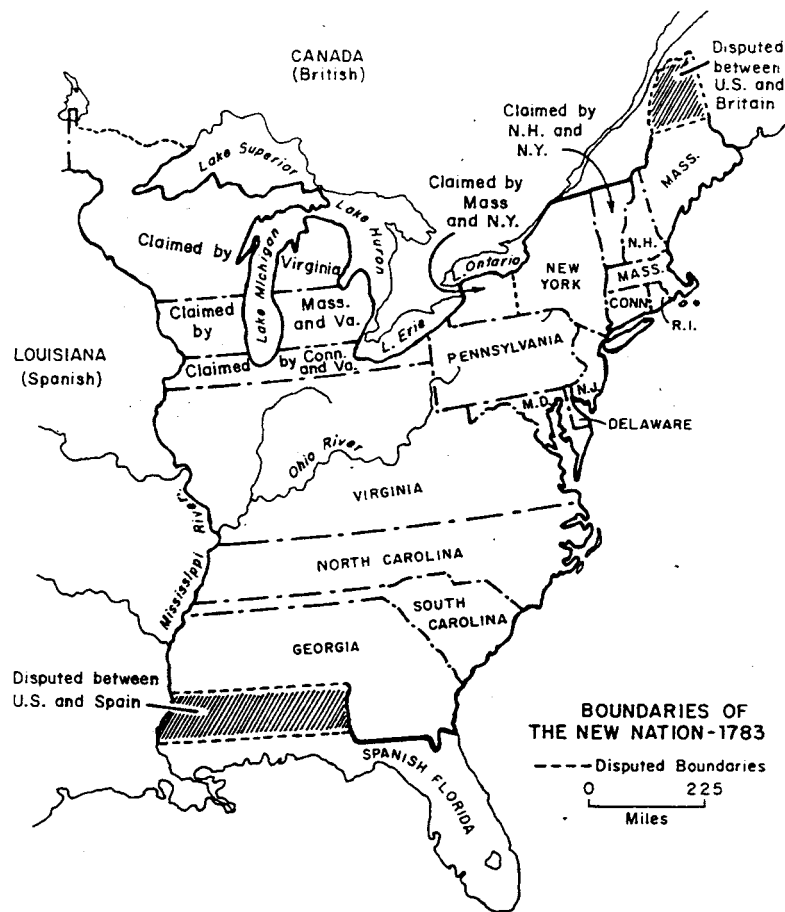 CANADA
(British)
Disputed
between
U.S. and
Britain
Claimed by
N.H. and
N.Y.
Lake Superior
MASS.
Claimed by
Mass
and N.Y.
Lake Huron
Claimed by
Lake Michigan
Virginia
N.H.
L. Ontario
NEW
YORK
MASS.
Claimed
by
Mass.
and Va.
CONN.
R.I.
L. Erie
LOUISIANA
(Spanish)
Claimed
by Conn.
and Va.
PENNSYLVANIA
N.J.
M.D.
DELAWARE
Ohio River
VIRGINIA
Mississippi River
NORTH CAROLINA
SOUTH
CAROLINA
GEORGIA
Disputed between
U.S. and Spain
SPANISH FLORIDA
BOUNDARIES OF
THE NEW NATION-1783
Disputed Boundaries
0 225
Miles